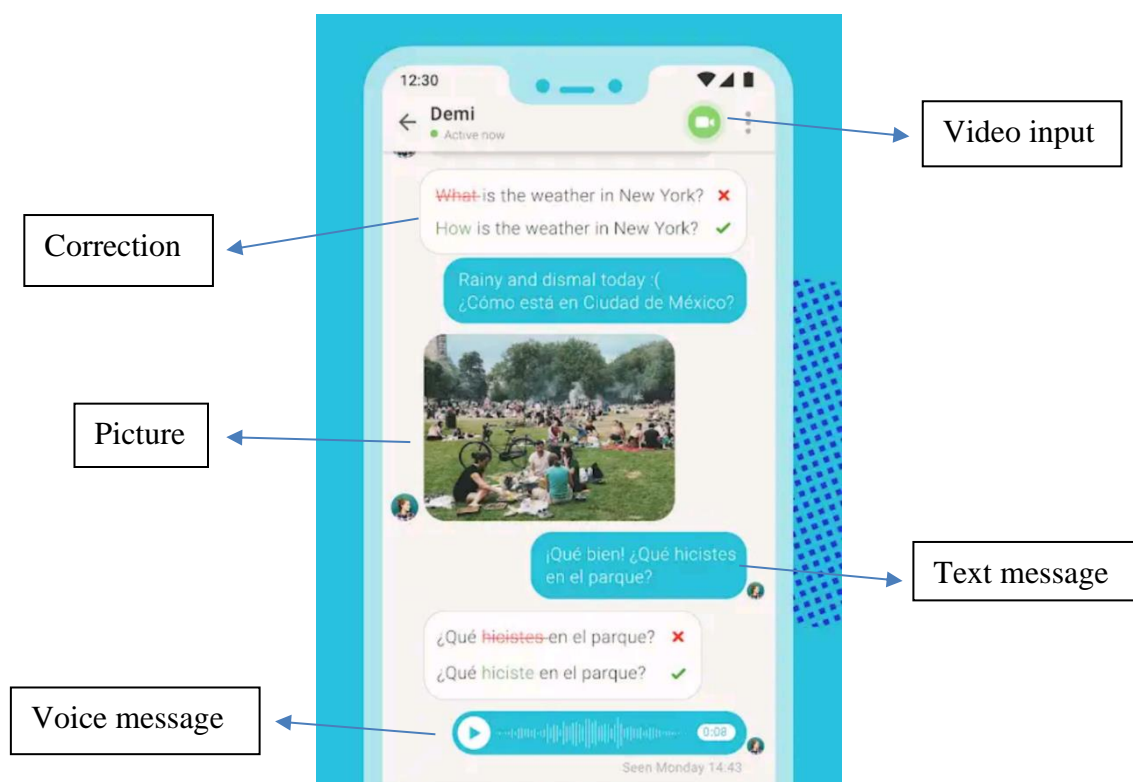 12:30
Demi
Active now
Video input
What is the weather in New York?
How is the weather in New York?
Correction
Rainy and dismal today :(
¿Cómo está en Ciudad de México?
Picture
¡Qué bien! ¿Qué hicistes
en el parque?
Text message
¿Qué hicistes en el parque?
¿Qué hiciste en el parque?
Voice message
0:08
Seen Monday 14:43